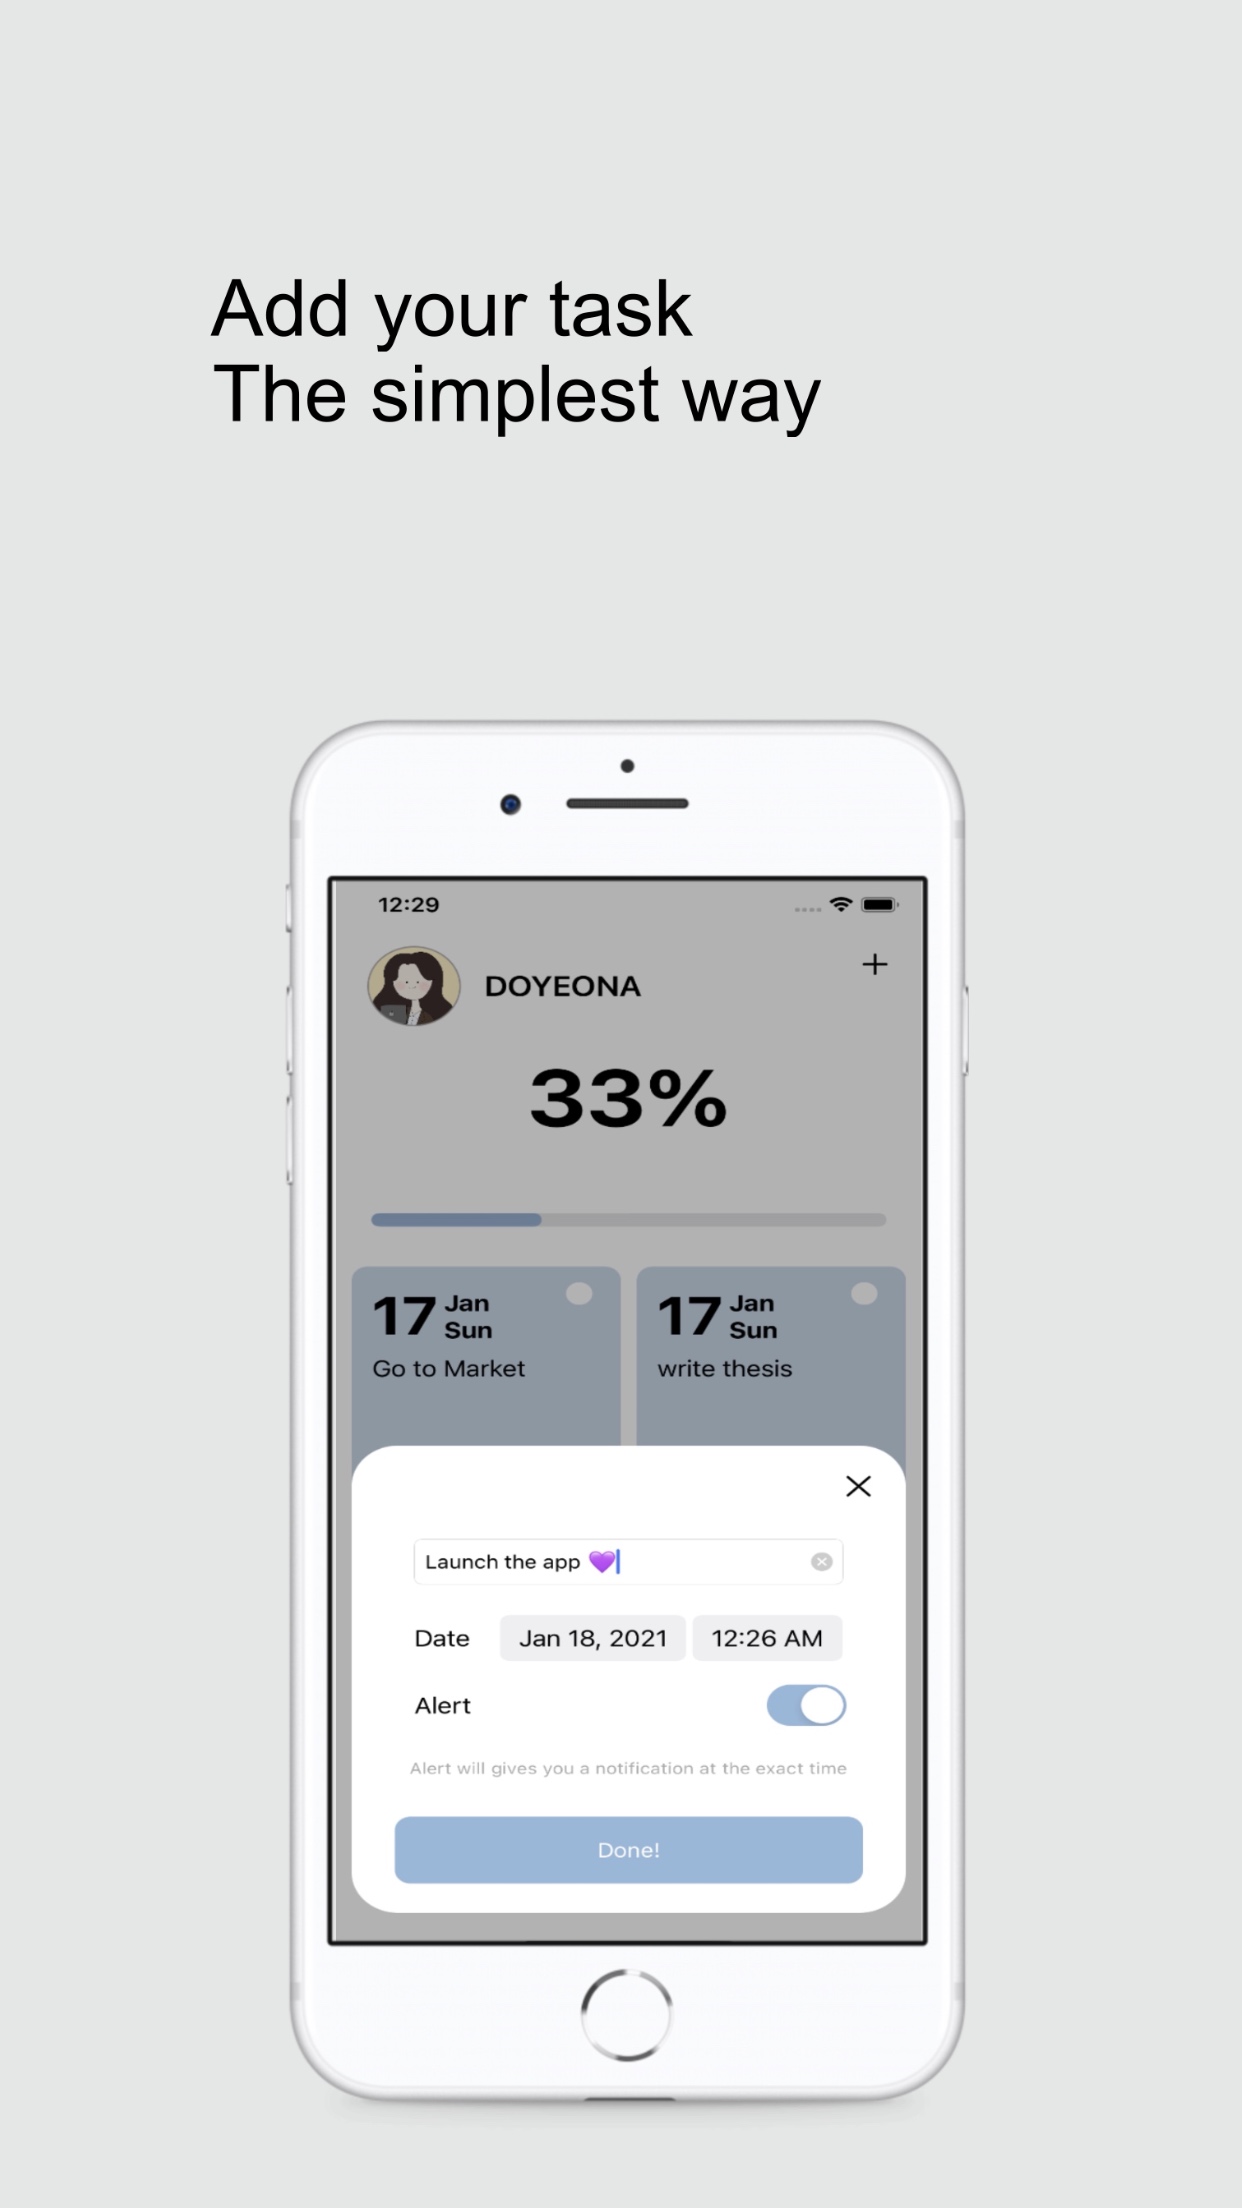 Add your task
The simplest way
12:29
DOYEONA
33%
17 Jan Sun
Go to Market
17 Jan Sun
write thesis
Launch the app 💜
Date Jan 18, 2021 12:26 AM
Alert
Alert will gives you a notification at the exact time
Done!